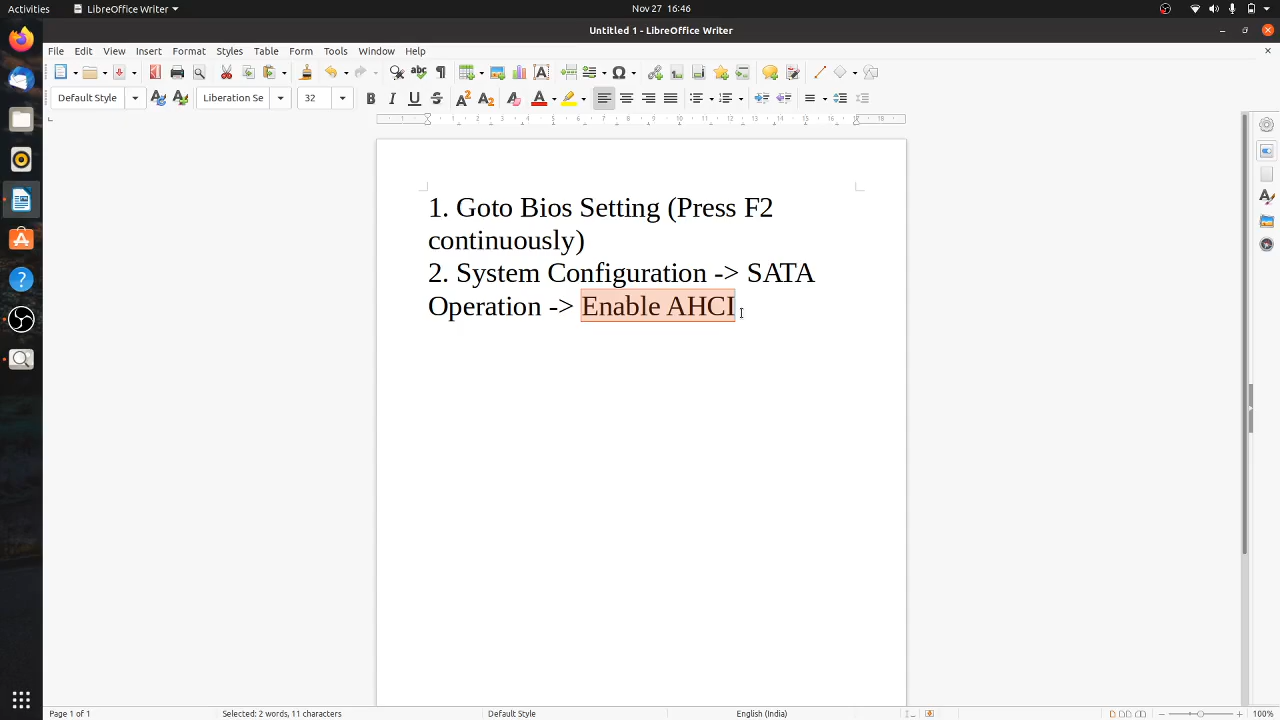 Activities
LibreOffice Writer
Nov 27 16:46
Untitled 1 - LibreOffice Writer
File Edit View Insert Format Styles Table Form Tools Window Help
Default Style
Liberation Se
32
1. Goto Bios Setting (Press F2
continuously)
2. System Configuration -> SATA
Operation -> Enable AHCI
Page 1 of 1
Selected: 2 words, 11 characters
Default Style
English (India)
100%